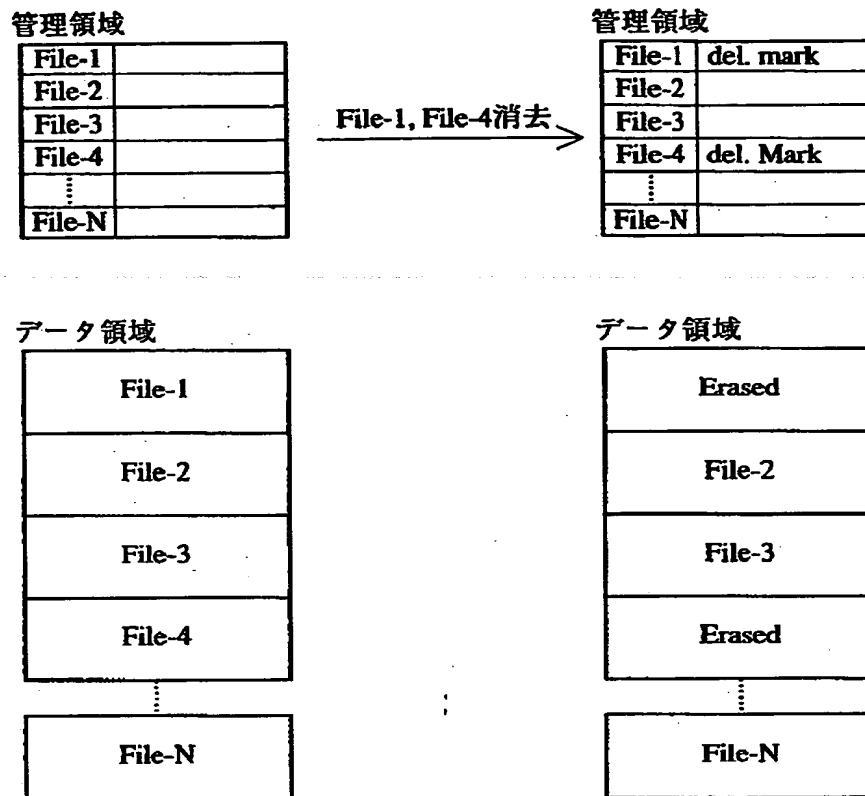 管理領域
File-1
File-2
File-3
File-4
File-N
File-1, File-4消去
管理領域
File-1 del. mark
File-2
File-3
File-4 del. Mark
File-N
データ領域
File-1
File-2
File-3
File-4
File-N
データ領域
Erased
File-2
File-3
Erased
File-N